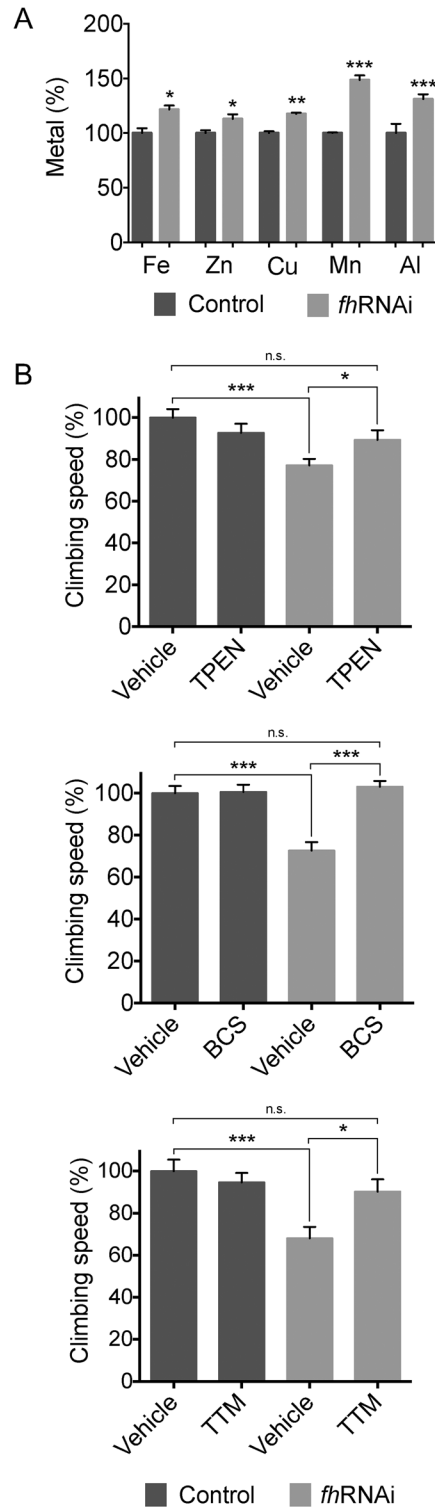 A
200
150
100
50
0
Metal (%)
* * ** *** ***
Fe Zn Cu Mn Al
Control fhRNAi
B
n.s.
*** *
100
80
60
40
20
0
Climbing speed (%)
Vehicle TPEN Vehicle TPEN
n.s.
*** ***
100
80
60
40
20
0
Climbing speed (%)
Vehicle BCS Vehicle BCS
n.s.
*** *
100
80
60
40
20
0
Climbing speed (%)
Vehicle TTM Vehicle TTM
Control fhRNAi